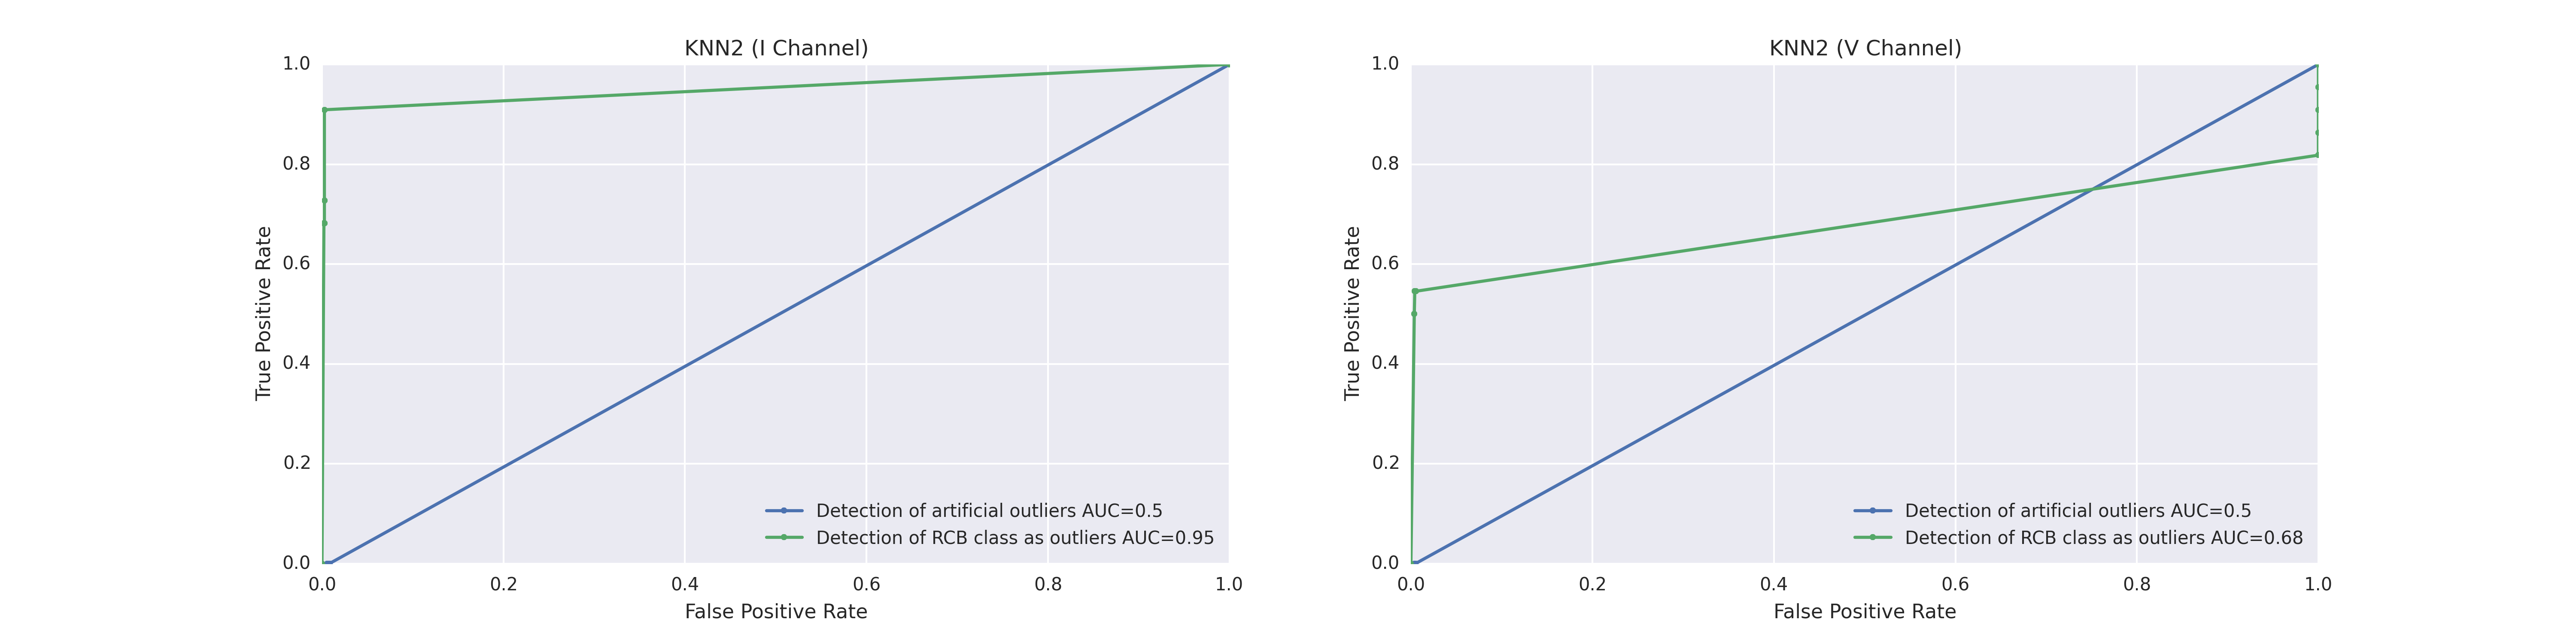 KNN2 (I Channel)
1.0
0.8
0.6
0.4
0.2
0.0
True Positive Rate
Detection of artificial outliers AUC=0.5
Detection of RCB class as outliers AUC=0.95
0.0 0.2 0.4 0.6 0.8 1.0
False Positive Rate
KNN2 (V Channel)
1.0
0.8
0.6
0.4
0.2
0.0
True Positive Rate
Detection of artificial outliers AUC=0.5
Detection of RCB class as outliers AUC=0.68
0.0 0.2 0.4 0.6 0.8 1.0
False Positive Rate